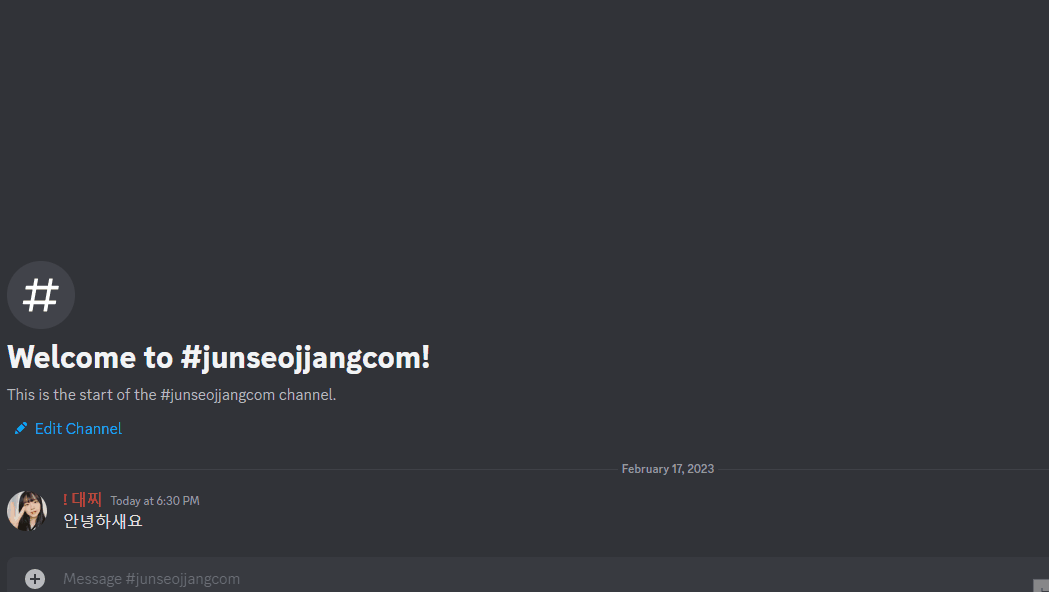 #
Welcome to #junseojjangcom!
This is the start of the #junseojjangcom channel.
Edit Channel
February 17, 2023
! 대찌 Today at 6:30 PM
안녕하새요
Message #junseojjangcom